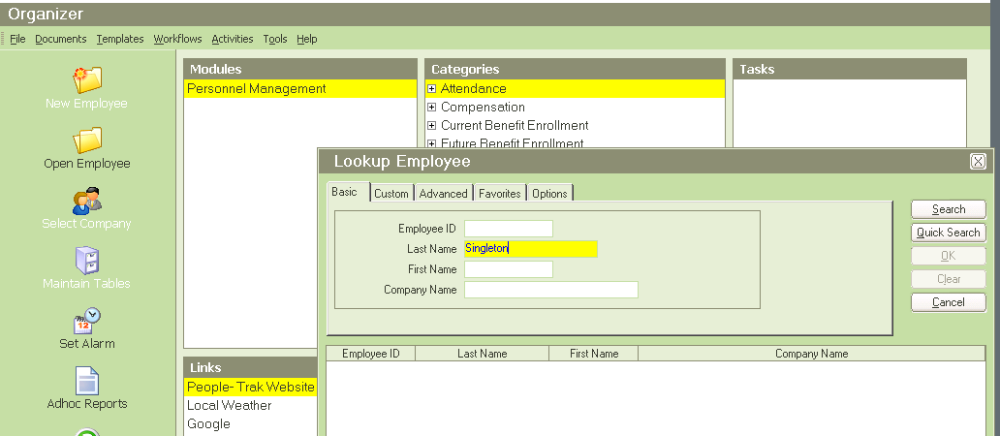 Organizer
File Documents Templates Workflows Activities Tools Help
New Employee
Open Employee
Select Company
Maintain Tables
Set Alarm
Adhoc Reports
Modules
Personnel Management
Categories
Attendance
Compensation
Current Benefit Enrollment
Future Benefit Enrollment
Tasks
Links
People- Trak Website
Local Weather
Google
Lookup Employee
Basic Custom Advanced Favorites Options
Employee ID
Last Name Singleton
First Name
Company Name
Search
Quick Search
OK
Clear
Cancel
Employee ID Last Name First Name Company Name